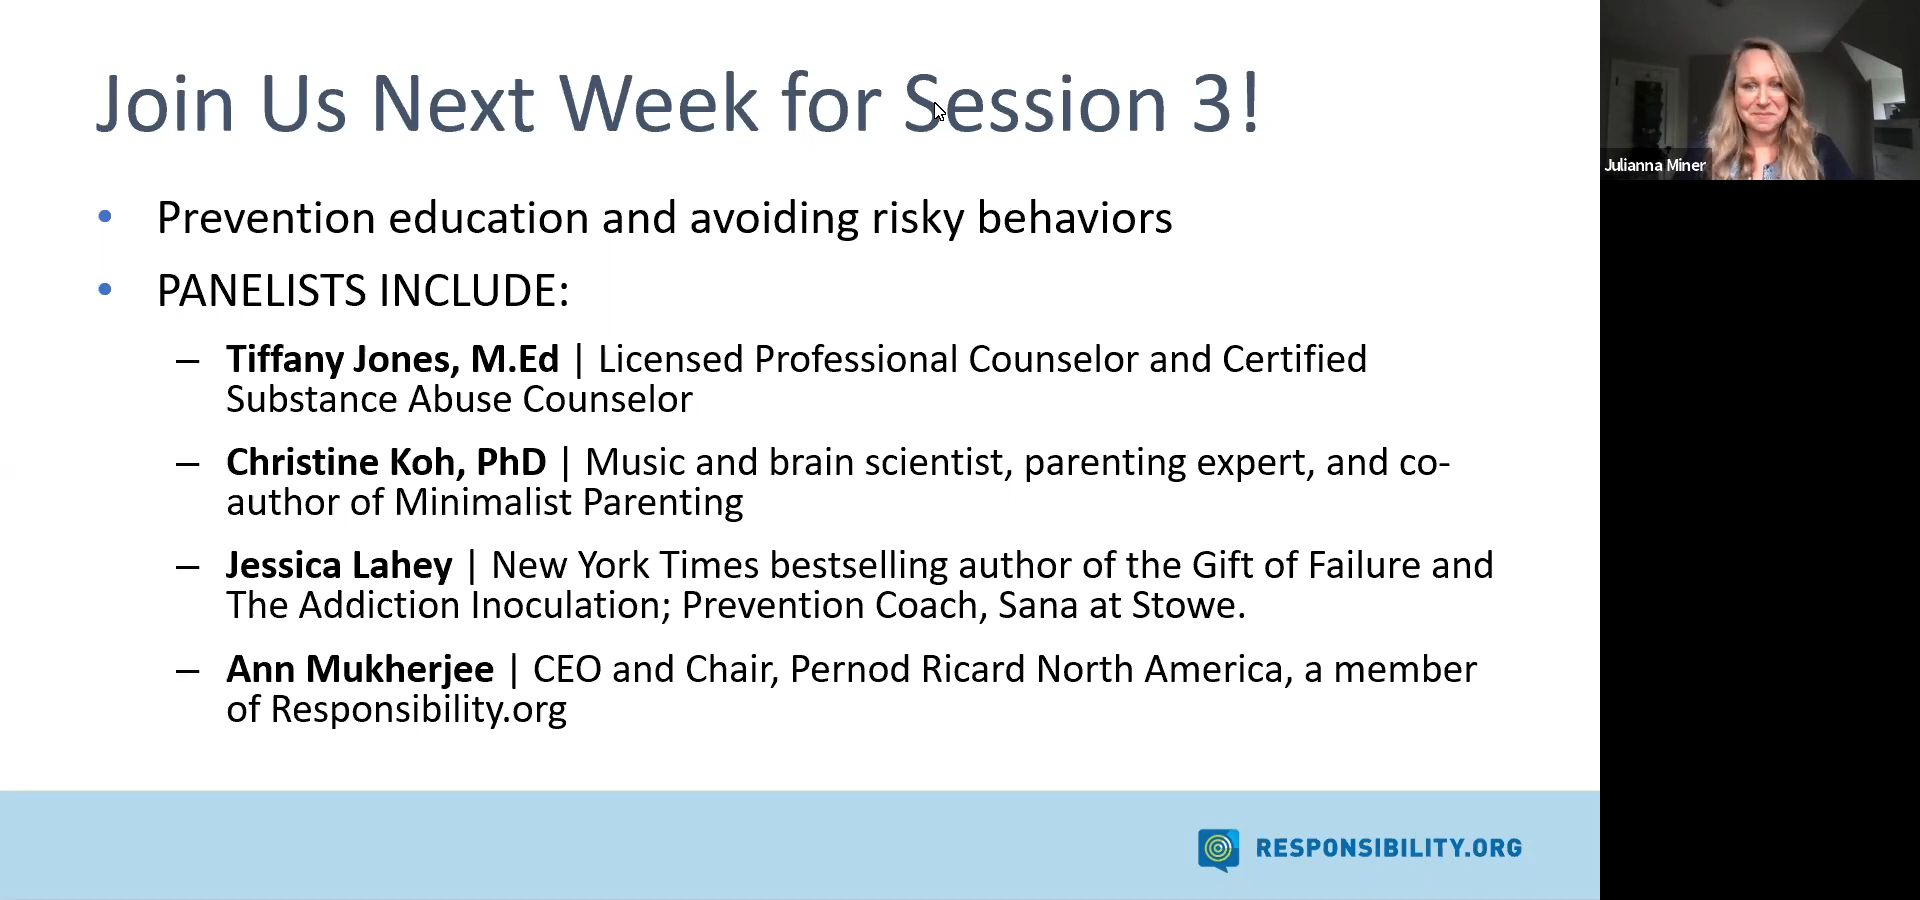 Join Us Next Week for Session 3!
Julianna Miner
• Prevention education and avoiding risky behaviors
• PANELISTS INCLUDE:
– Tiffany Jones, M.Ed | Licensed Professional Counselor and Certified
Substance Abuse Counselor
– Christine Koh, PhD | Music and brain scientist, parenting expert, and co-
author of Minimalist Parenting
– Jessica Lahey | New York Times bestselling author of the Gift of Failure and
The Addiction Inoculation; Prevention Coach, Sana at Stowe.
– Ann Mukherjee | CEO and Chair, Pernod Ricard North America, a member
of Responsibility.org
RESPONSIBILITY.ORG